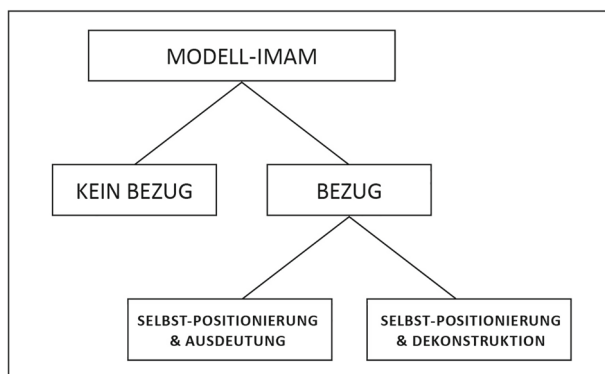 MODELL-IMAM
KEIN BEZUG
BEZUG
SELBST-POSITIONIERUNG
& AUSDEUTUNG
SELBST-POSITIONIERUNG
& DEKONSTRUKTION